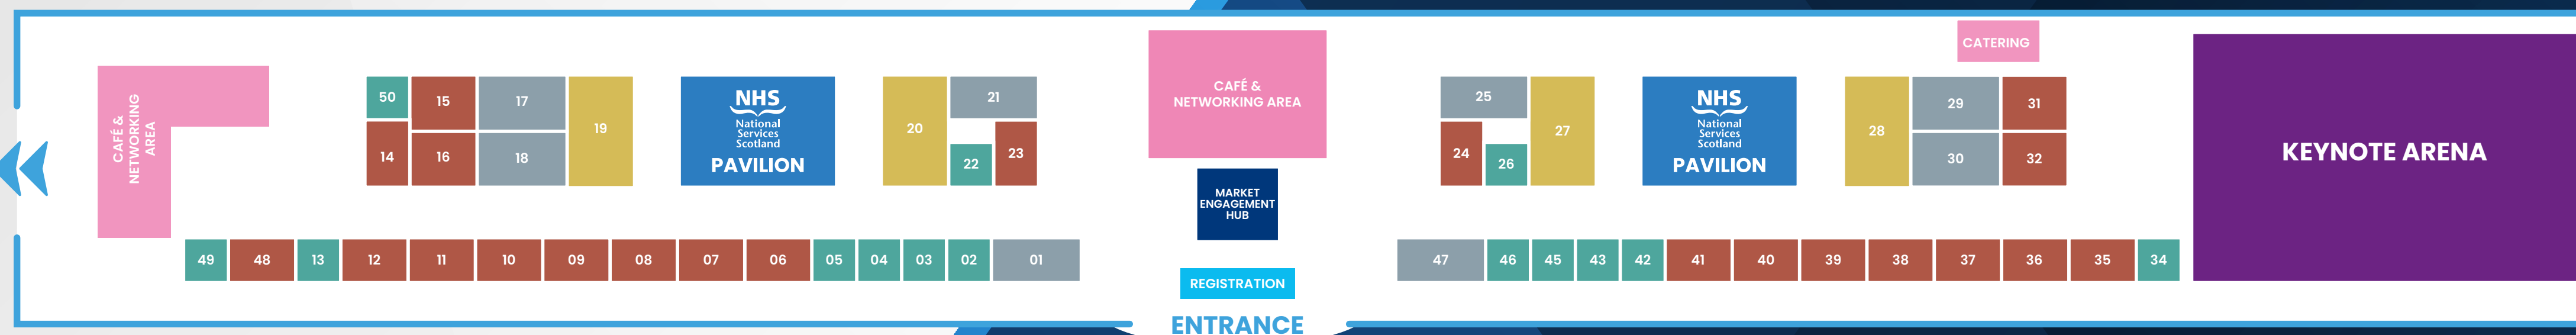 CAFÉ &
NETWORKING
AREA
50
15
17
19
14
16
18
NHS
National
Services
Scotland
PAVILION
20
21
22
23
CAFÉ &
NETWORKING AREA
MARKET
ENGAGEMENT
HUB
25
24
26
27
NHS
National
Services
Scotland
PAVILION
28
29
31
30
32
CATERING
KEYNOTE ARENA
49
48
13
12
11
10
09
08
07
06
05
04
03
02
01
47
46
45
43
42
41
40
39
38
37
36
35
34
REGISTRATION
ENTRANCE